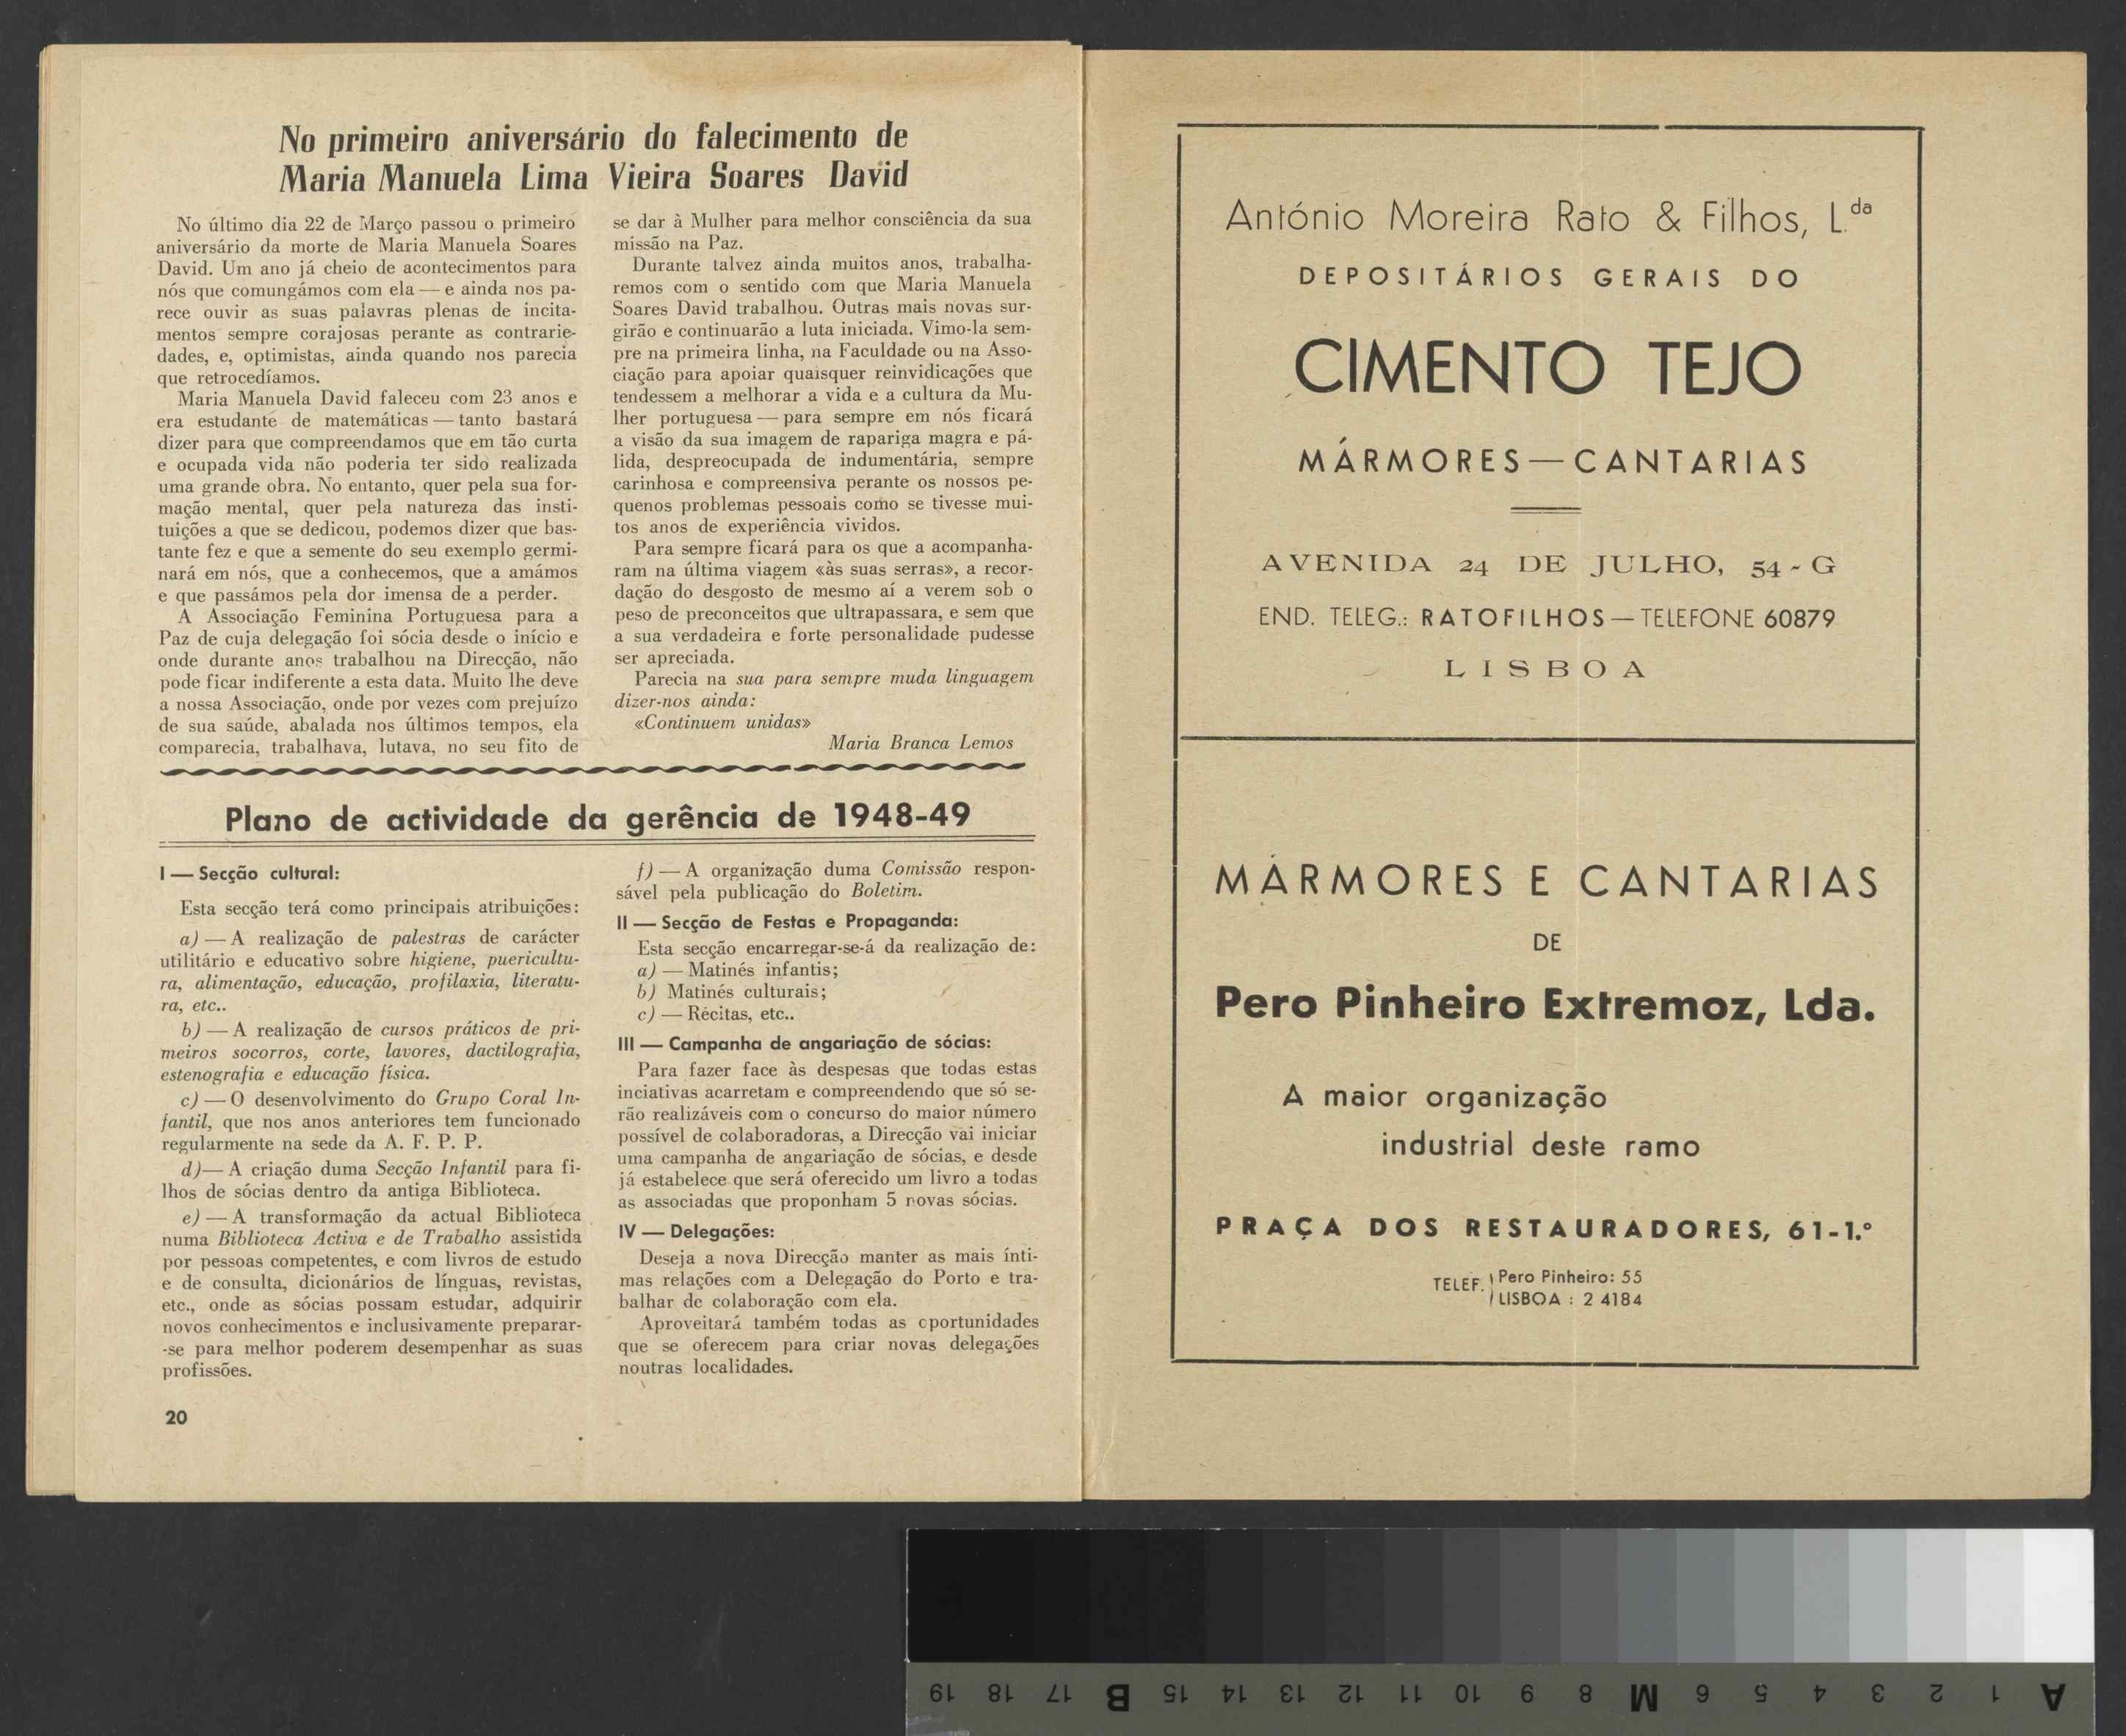 No primeiro aniversário do falecimento de
Maria Manuela Lima Vieira Soares David
No último dia 22 de Março passou o primeiro
aniversário da morte de Maria Manuela Soares
David. Um ano já cheio de acontecimentos para
nós que comungámos com ela — e ainda nos pa-
rece ouvir as suas palavras plenas de incita-
mentos sempre corajosas perante as contrarie-
dades, e, optimistas, ainda quando nos parecia
que retrocedíamos.
Maria Manuela David faleceu com 23 anos e
era estudante de matemáticas — tanto bastará
dizer para que compreendamos que em tão curta
e ocupada vida não poderia ter sido realizada
uma grande obra. No entanto, quer pela sua for-
mação mental, quer pela natureza das insti-
tuições a que se dedicou, podemos dizer que bas-
tante fez e que a semente do seu exemplo germi-
nará em nós, que a conhecemos, que a amámos
e que passámos pela dor imensa de a perder.
A Associação Feminina Portuguesa para a
Paz de cuja delegação foi sócia desde o início e
onde durante anos trabalhou na Direcção, não
pode ficar indiferente a esta data. Muito lhe deve
a nossa Associação, onde por vezes com prejuízo
de sua saúde, abalada nos últimos tempos, ela
comparecia, trabalhava, lutava, no seu fito de
se dar à Mulher para melhor consciência da sua
missão na Paz.
Durante talvez ainda muitos anos, trabalha-
remos com o sentido com que Maria Manuela
Soares David trabalhou. Outras mais novas sur-
girão e continuarão a luta iniciada. Vimo-la sem-
pre na primeira linha, na Faculdade ou na Asso-
ciação para apoiar quaisquer reinvidicações que
tendessem a melhorar a vida e a cultura da Mu-
lher portuguesa — para sempre em nós ficará
a visão da sua imagem de rapariga magra e pá-
lida, despreocupada de indumentária, sempre
carinhosa e compreensiva perante os nossos pe-
quenos problemas pessoais como se tivesse mui-
tos anos de experiência vividos.
Para sempre ficará para os que a acompanha-
ram na última viagem «às suas serras», a recor-
dação do desgosto de mesmo aí a verem sob o
peso de preconceitos que ultrapassara, e sem que
a sua verdadeira e forte personalidade pudesse
ser apreciada.
Parecia na sua para sempre muda linguagem
dizer-nos ainda:
«Continuem unidas»
Maria Branca Lemos
Plano de actividade da gerência de 1948-49
I — Secção cultural:
Esta secção terá como principais atribuições:
a) — A realização de palestras de carácter
utilitário e educativo sobre higiene, puericultu-
ra, alimentação, educação, profilaxia, literatu-
ra, etc..
b) — A realização de cursos práticos de pri-
meiros socorros, corte, lavores, dactilografia,
estenografia e educação física.
c) — O desenvolvimento do Grupo Coral In-
fantil, que nos anos anteriores tem funcionado
regularmente na sede da A. F. P. P.
d)— A criação duma Secção Infantil para fi-
lhos de sócias dentro da antiga Biblioteca.
e) — A transformação da actual Biblioteca
numa Biblioteca Activa e de Trabalho assistida
por pessoas competentes, e com livros de estudo
e de consulta, dicionários de línguas, revistas,
etc., onde as sócias possam estudar, adquirir
novos conhecimentos e inclusivamente preparar-
-se para melhor poderem desempenhar as suas
profissões.
f) — A organização duma Comissão respon-
sável pela publicação do Boletim.
II — Secção de Festas e Propaganda:
Esta secção encarregar-se-á da realização de:
a) — Matinés infantis;
b) Matinés culturais;
c) — Récitas, etc..
III — Campanha de angariação de sócias:
Para fazer face às despesas que todas estas
inciativas acarretam e compreendendo que só se-
rão realizáveis com o concurso do maior número
possível de colaboradoras, a Direcção vai iniciar
uma campanha de angariação de sócias, e desde
já estabelece que será oferecido um livro a todas
as associadas que proponham 5 novas sócias.
IV — Delegações:
Deseja a nova Direcção manter as mais ínti-
mas relações com a Delegação do Porto e tra-
balhar de colaboração com ela.
Aproveitará também todas as oportunidades
que se oferecem para criar novas delegações
noutras localidades.
20
António Moreira Rato & Filhos, L.da
DEPOSITÁRIOS GERAIS DO
CIMENTO TEJO
MÁRMORES — CANTARIAS
AVENIDA 24 DE JULHO, 54-G
END. TELEG.: RATOFILHOS — TELEFONE 60879
LISBOA
MÁRMORES E CANTARIAS
DE
Pero Pinheiro Extremoz, Lda.
A maior organização
industrial deste ramo
PRAÇA DOS RESTAURADORES, 61-1.º
TELEF. Pero Pinheiro: 55
LISBOA : 2 4184
A 1 2 3 4 5 6 M 8 9 10 11 12 13 14 15 B 17 18 19